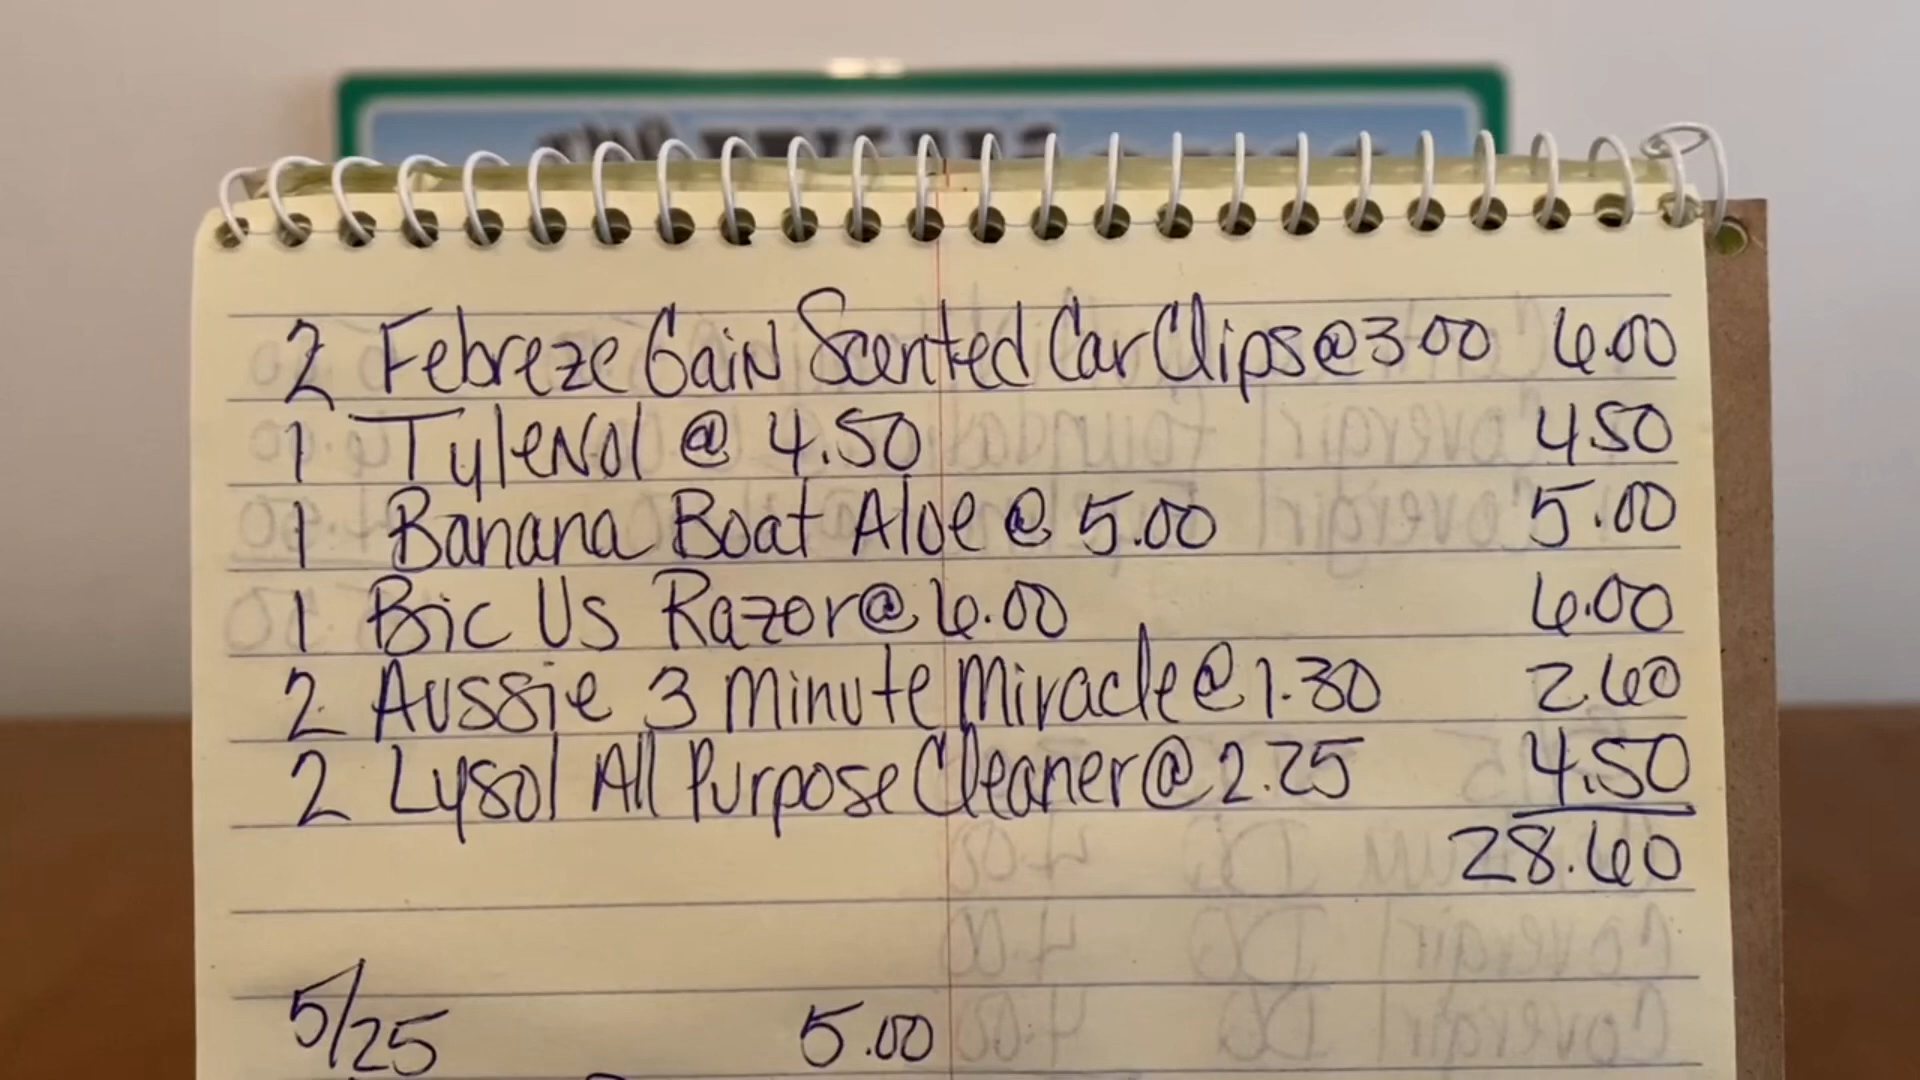 2 Febreze Gain Scented Car Clips @ 3.00 6.00
1 Tylenol @ 4.50 4.50
1 Banana Boat Aloe @ 5.00 5.00
1 Bic Us Razor @ 6.00 6.00
2 Aussie 3 Minute Miracle @ 1.30 2.60
2 Lysol All Purpose Cleaner @ 2.25 4.50
28.60
5/25 5.00